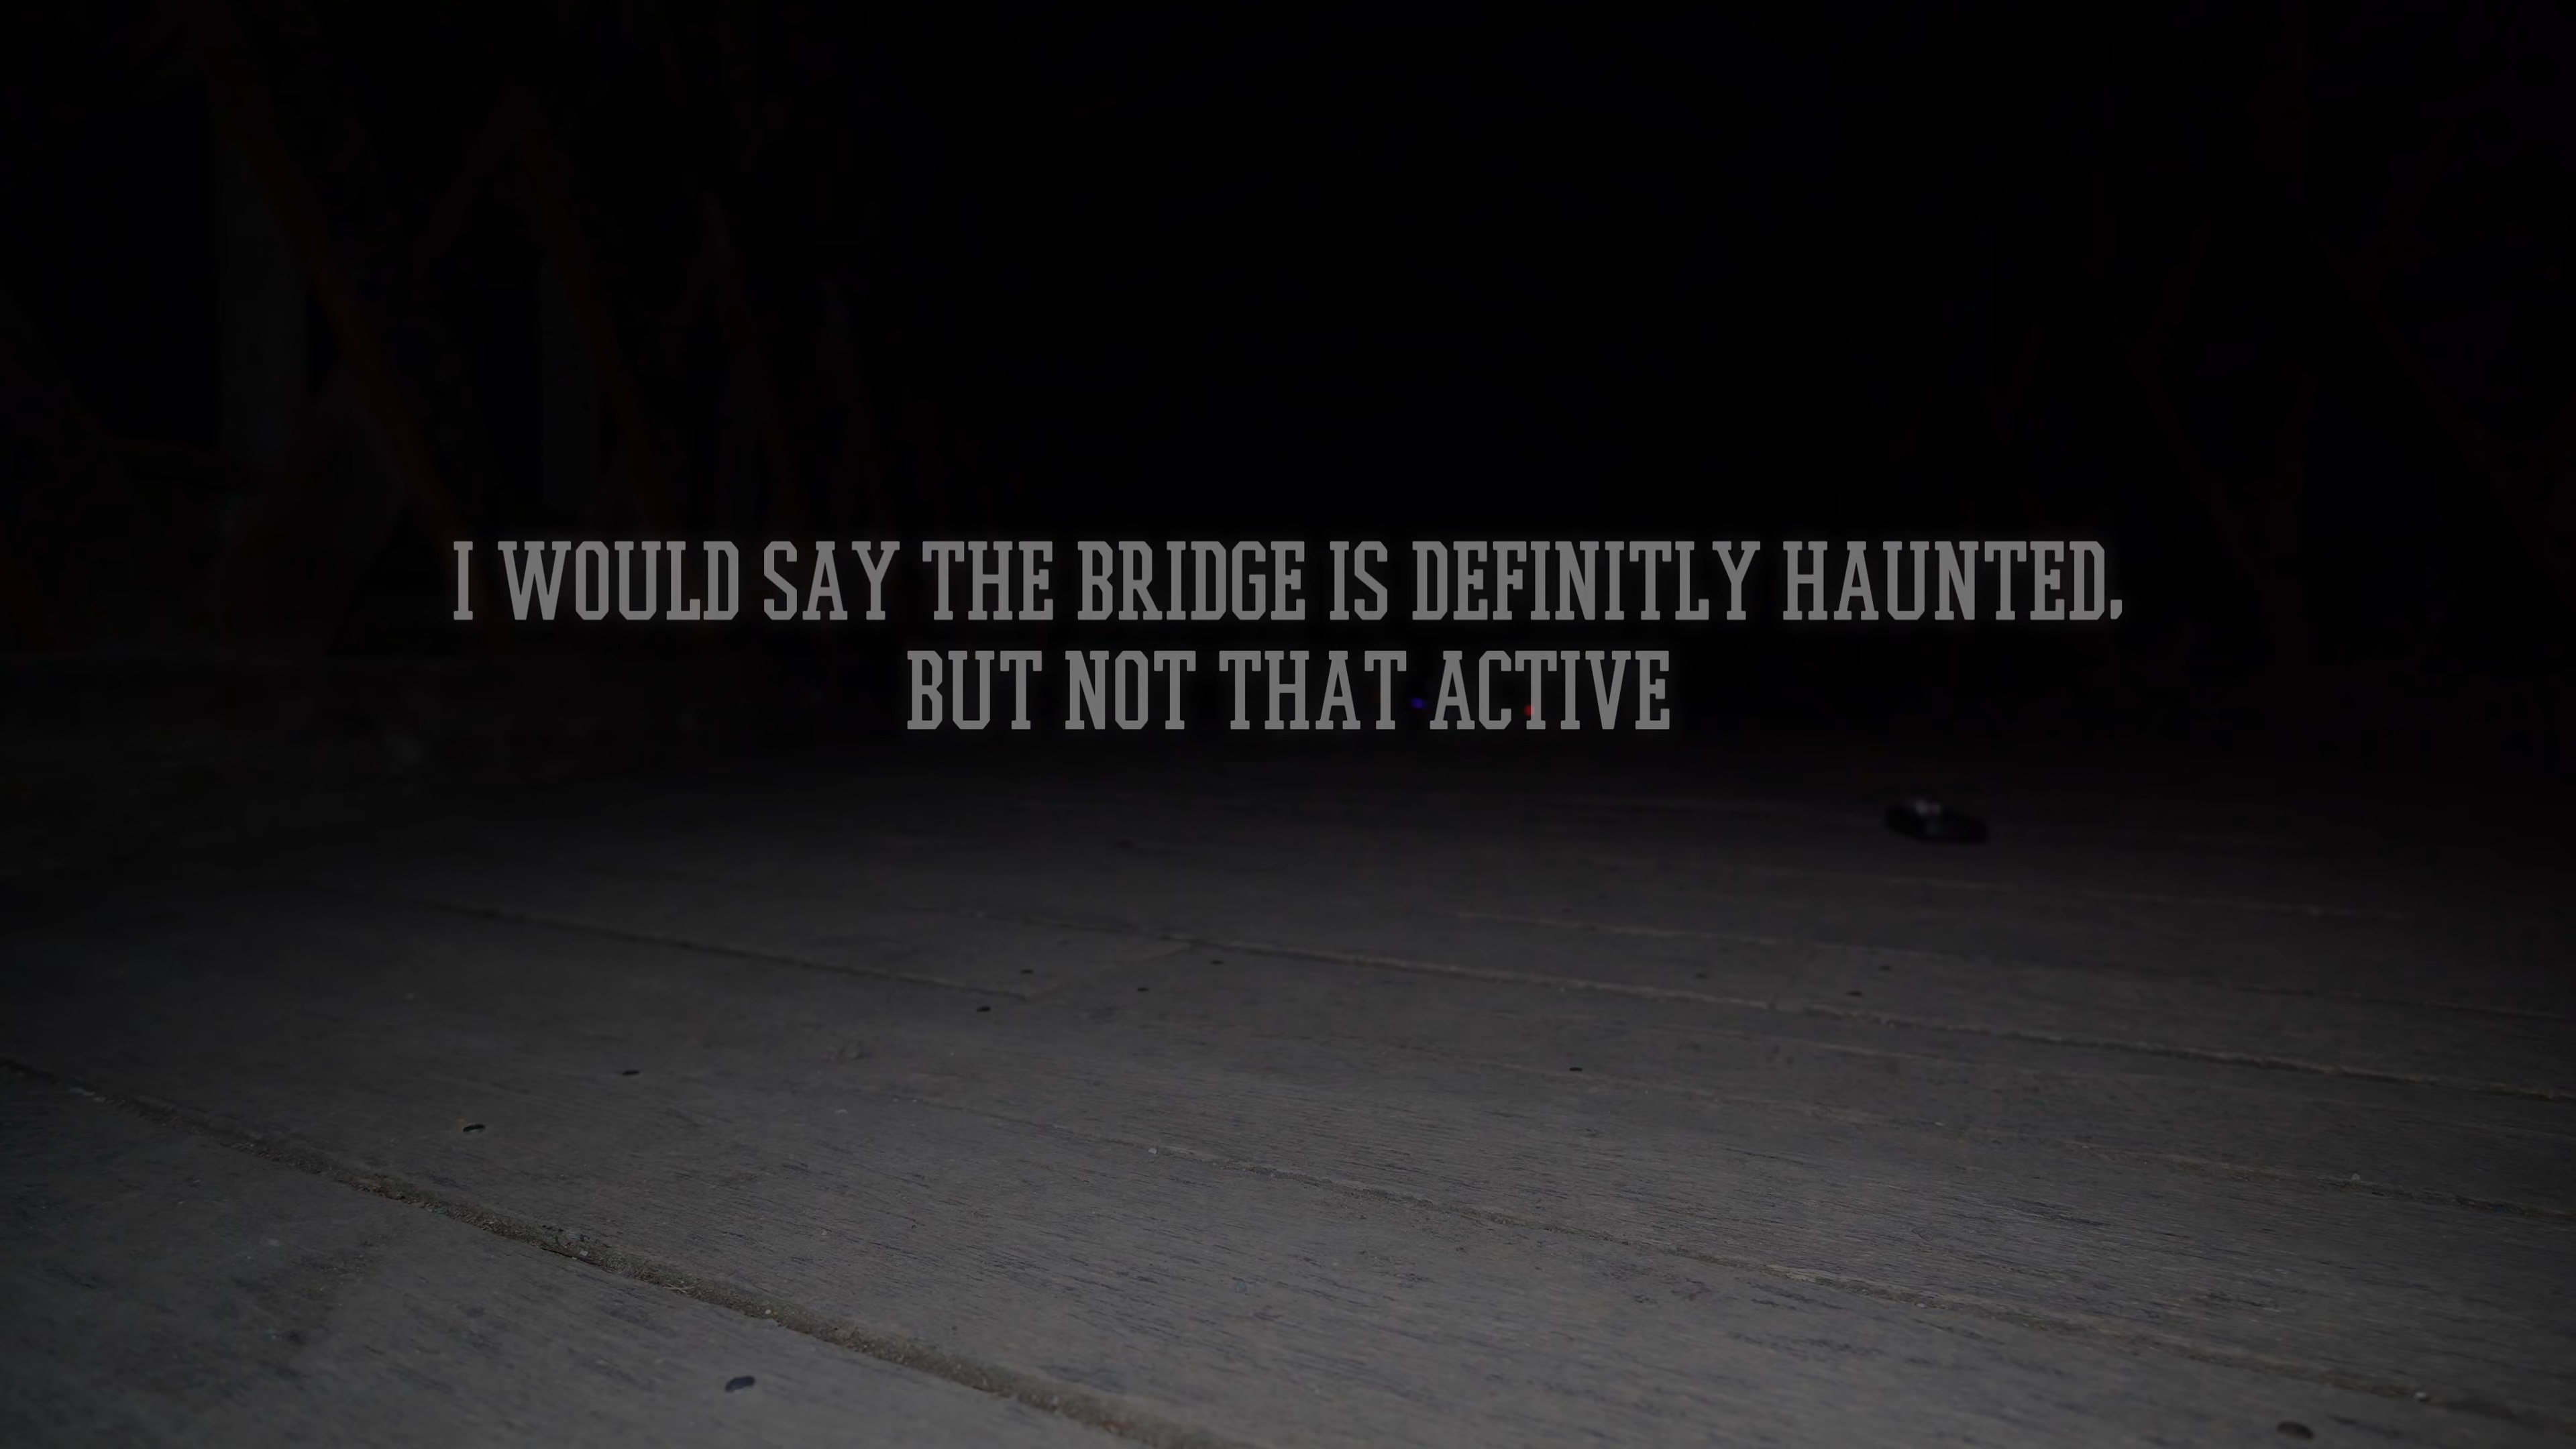 I WOULD SAY THE BRIDGE IS DEFINITLY HAUNTED,
BUT NOT THAT ACTIVE